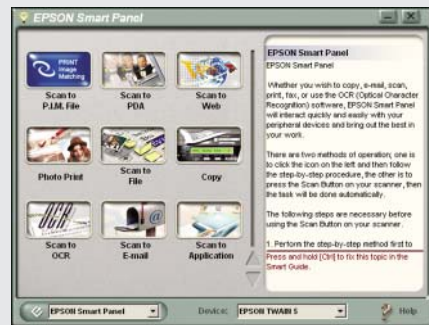 EPSON Smart Panel
PRINT
Image
Matching
Scan to
P.I.M. File
Scan to
PDA
Scan to
Web
Photo Print
Scan to
File
Copy
OCR
Scan to
OCR
@
Scan to
E-mail
Scan to
Application
EPSON Smart Panel
EPSON Smart Panel
Whether you wish to copy, e-mail, scan,
print, fax, or use the OCR (Optical Character
Recognition) software, EPSON Smart Panel
will interact quickly and easily with your
peripheral devices and bring out the best in
your work.
There are two methods of operation; one is
to click the icon on the left and then follow
the step-by-step procedure, the other is to
press the Scan Button on your scanner, then
the task will be done automatically.
The following steps are necessary before
using the Scan Button on your scanner.
1. Perform the step-by-step method first to
Press and hold [Ctrl] to fix this topic in the
Smart Guide.
EPSON Smart Panel
Device:
EPSON TWAIN 5
Help